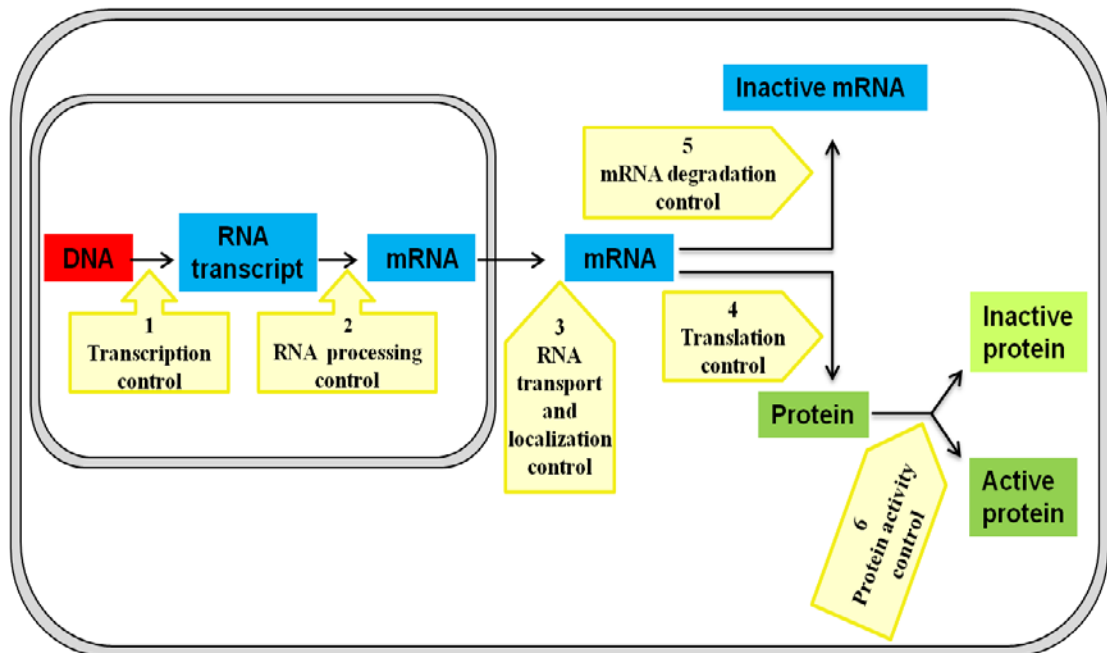 Inactive mRNA
5
mRNA degradation
control
DNA
RNA
transcript
mRNA
mRNA
1
Transcription
control
2
RNA processing
control
3
RNA
transport
and
localization
control
4
Translation
control
Inactive
protein
Protein
Active
protein
6
Protein activity
control